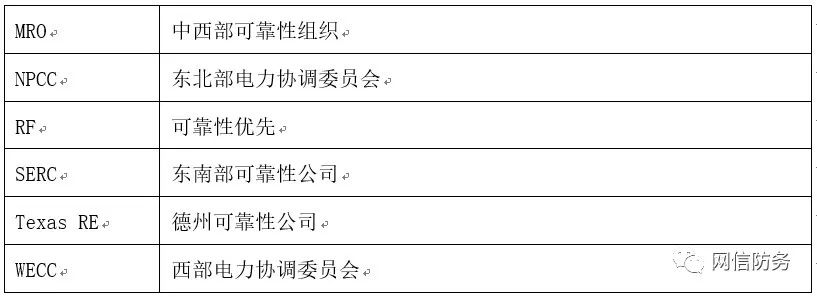 MRO 中西部可靠性组织
NPCC 东北部电力协调委员会
RF 可靠性优先
SERC 东南部可靠性公司
Texas RE 德州可靠性公司
WECC 西部电力协调委员会
网信防务